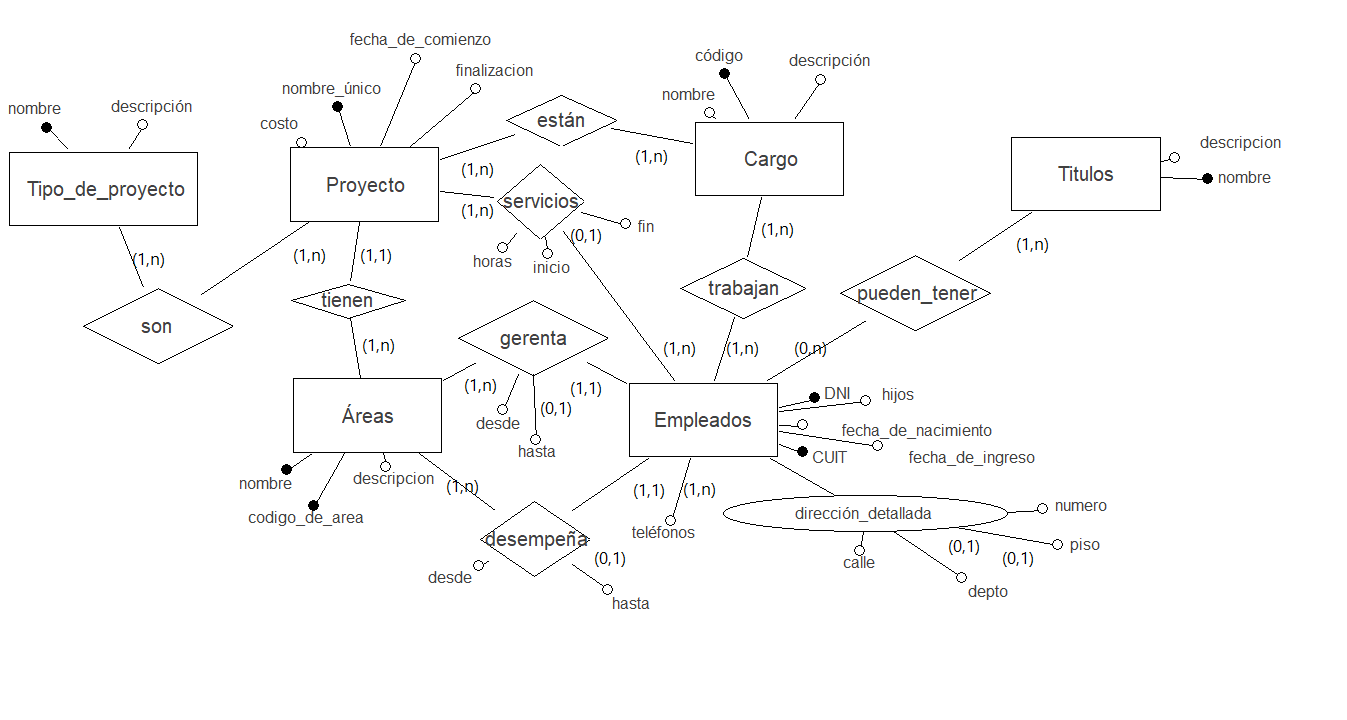 fecha_de_comienzo
código
descripción
finalizacion
nombre_único
nombre
nombre
descripción
costo
están
descripcion
Tipo_de_proyecto
Proyecto
(1,n)
(1,n)
Cargo
Titulos
nombre
servicios
(1,n)
(0,1)
fin
(1,n)
(1,n)
(1,n)
(1,n)
(1,1)
horas
inicio
tienen
trabajan
pueden_tener
son
gerenta
(1,n)
(1,n)
(1,n)
(0,n)
(1,n)
(1,1)
DNI
hijos
Áreas
desde
(0,1)
Empleados
hasta
fecha_de_nacimiento
CUIT
fecha_de_ingreso
nombre
descripcion
(1,n)
(1,1)
(1,n)
codigo_de_area
dirección_detallada
numero
desempeña
teléfonos
(0,1)
piso
desde
(0,1)
calle
(0,1)
hasta
depto